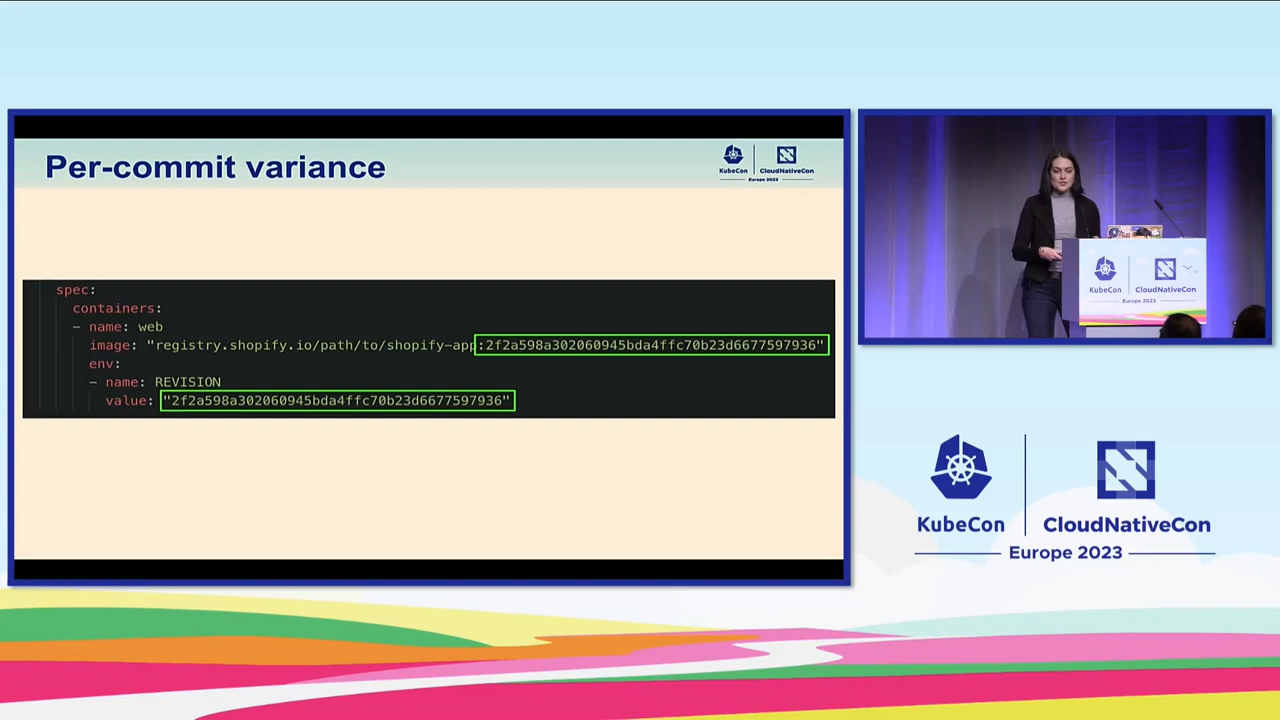 Per-commit variance
KubeCon
CloudNativeCon
Europe 2023
spec:
containers:
- name: web
image: "registry.shopify.io/path/to/shopify-app:2f2a598a302060945bda4ffc70b23d6677597936"
env:
- name: REVISION
value: "2f2a598a302060945bda4ffc70b23d6677597936"
KubeCon
CloudNativeCon
Europe 2023
KubeCon
CloudNativeCon
Europe 2023